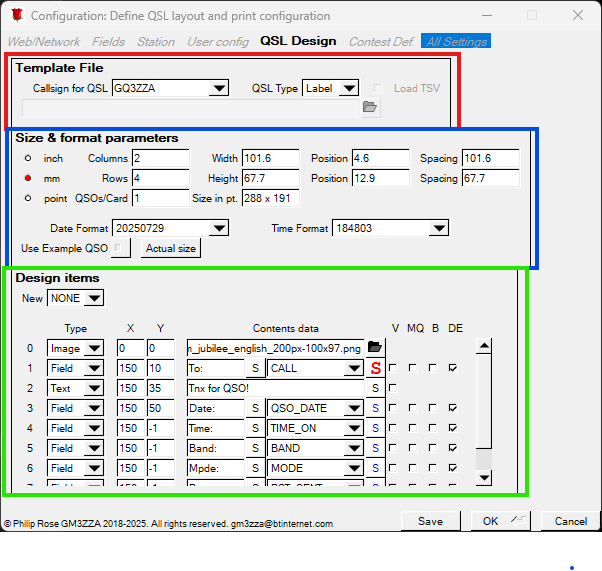 Configuration: Define QSL layout and print configuration
Web/Network Fields Station User config QSL Design Contest Def. All Settings
Template File
Callsign for QSL GQ3ZZA QSL Type Label Load TSV
Size & format parameters
inch Columns 2 Width 101.6 Position 4.6 Spacing 101.6
mm Rows 4 Height 67.7 Position 12.9 Spacing 67.7
point QSOs/Card 1 Size in pt. 288 x 191
Date Format 20250729 Time Format 184803
Use Example QSO Actual size
Design items
New NONE
Type X Y Contents data V MQ B DE
0 Image 0 0 n_jubilee_english_200px-100x97.png
1 Field 150 10 To: S CALL S
2 Text 150 35 Tnx for QSO! S
3 Field 150 50 Date: S QSO_DATE S
4 Field 150 -1 Time: S TIME_ON S
5 Field 150 -1 Band: S BAND S
6 Field 150 -1 Mpde: S MODE S
© Philip Rose GM3ZZA 2018-2025. All rights reserved. gm3zza@btinternet.com Save OK Cancel